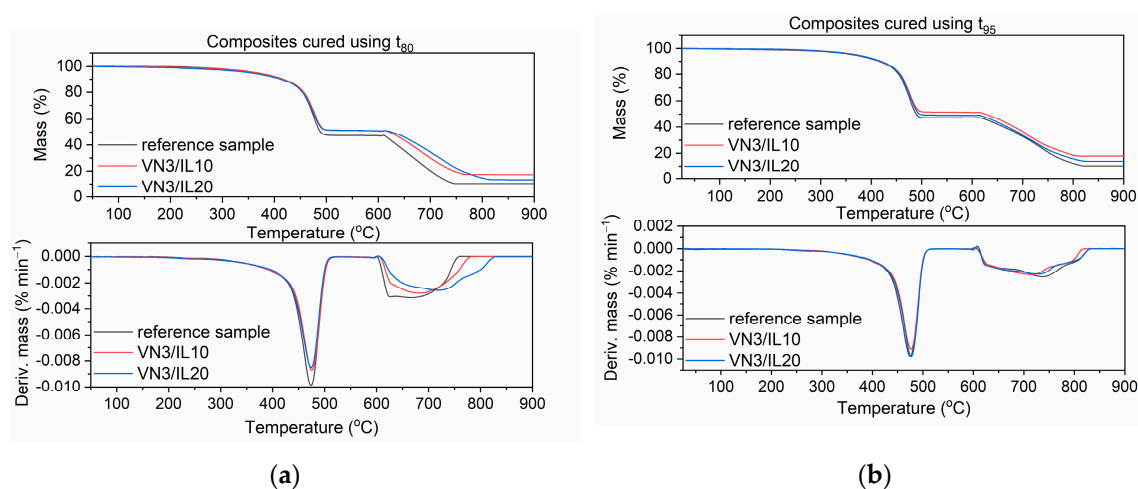 Composites cured using t80
100
80
60
40
20
0
Mass (%)
reference sample
VN3/IL10
VN3/IL20
100 200 300 400 500 600 700 800 900
Temperature (°C)
0.000
-0.002
-0.004
-0.006
-0.008
-0.010
Deriv. mass (% min−1)
reference sample
VN3/IL10
VN3/IL20
100 200 300 400 500 600 700 800 900
Temperature (°C)
(a)
Composites cured using t95
100
80
60
40
20
0
Mass (%)
reference sample
VN3/IL10
VN3/IL20
100 200 300 400 500 600 700 800 900
Temperature (°C)
0.002
0.000
-0.002
-0.004
-0.006
-0.008
-0.010
Deriv. mass (% min−1)
reference sample
VN3/IL10
VN3/IL20
100 200 300 400 500 600 700 800 900
Temperature (°C)
(b)